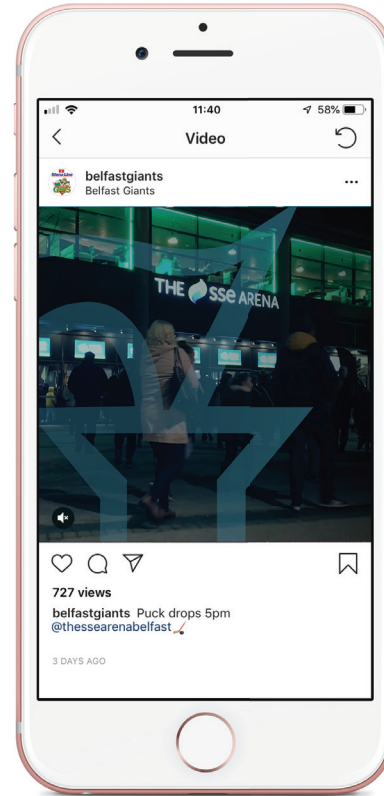 11:40
58%
Video
belfastgiants
Belfast Giants
...
THE sse ARENA
727 views
belfastgiants Puck drops 5pm
@thessearenabelfast
3 DAYS AGO